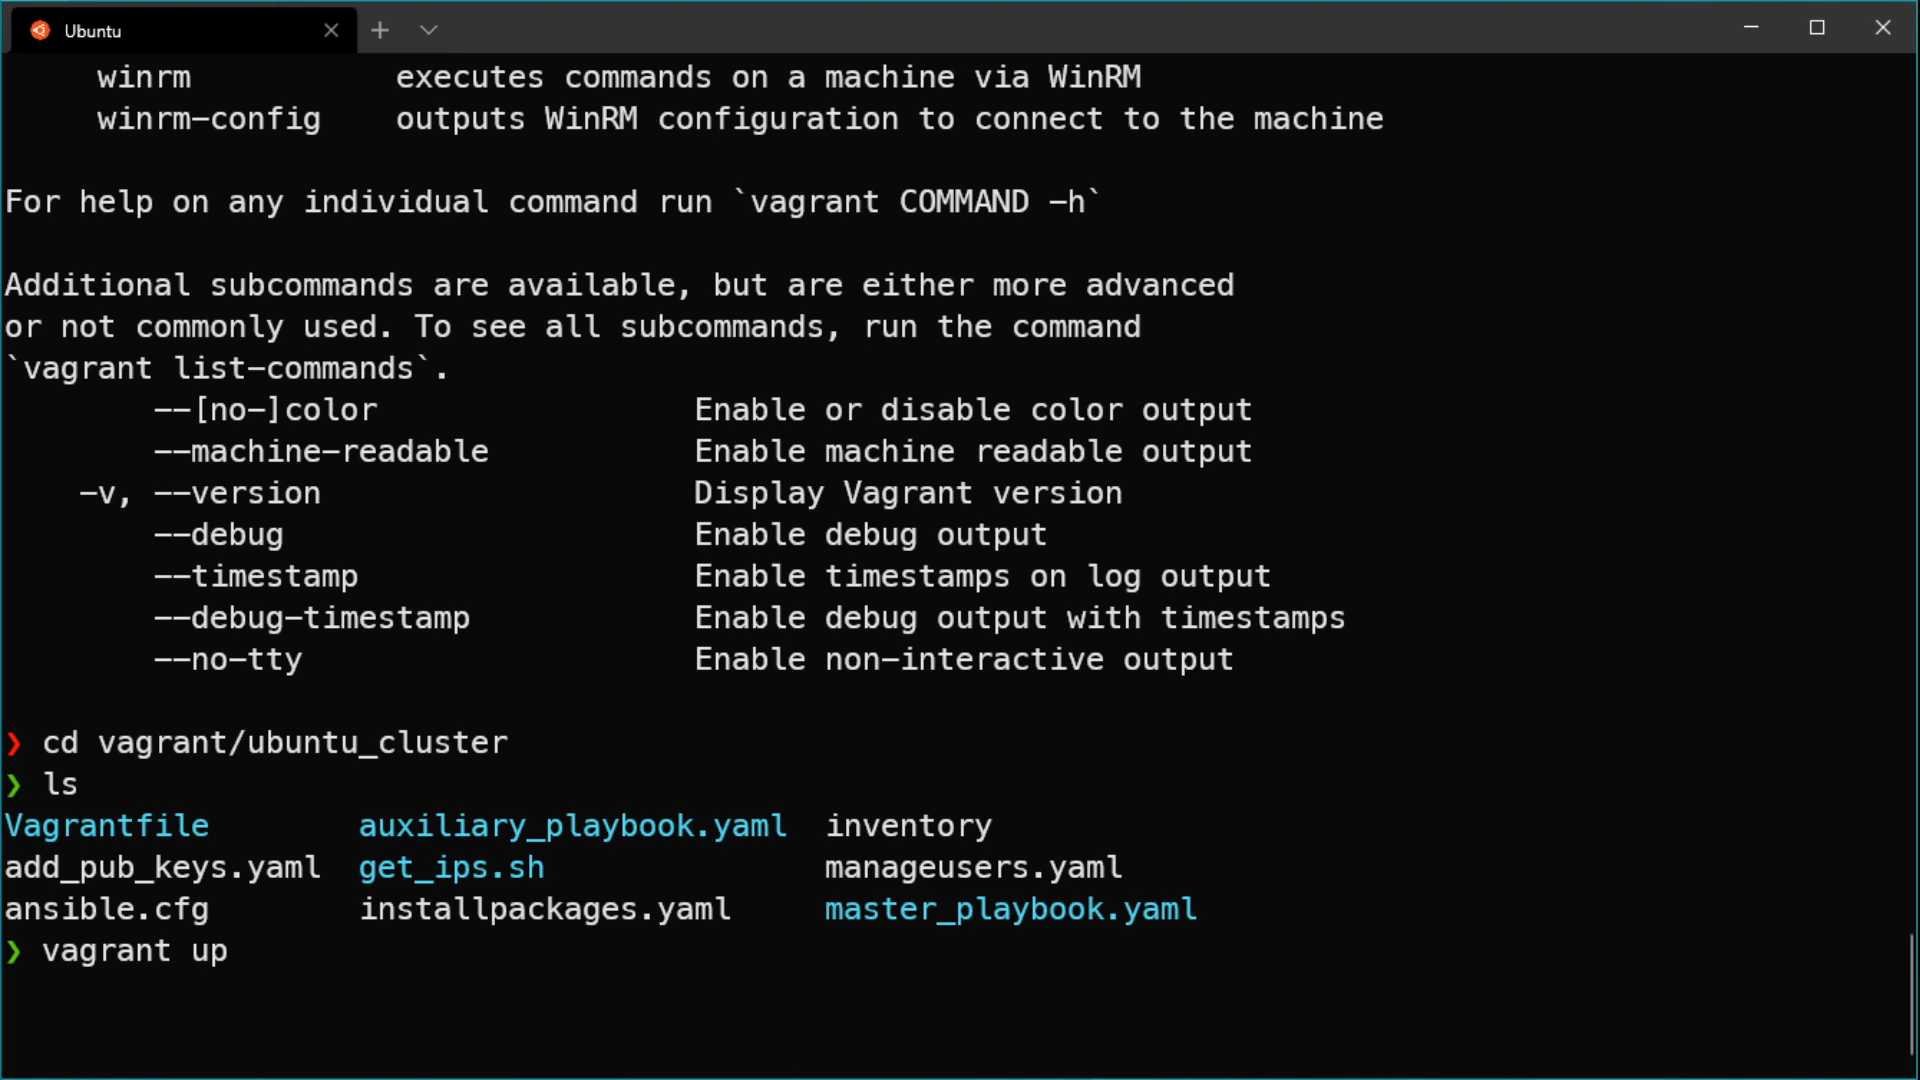 Ubuntu
winrm           executes commands on a machine via WinRM
winrm-config    outputs WinRM configuration to connect to the machine
For help on any individual command run `vagrant COMMAND -h`
Additional subcommands are available, but are either more advanced
or not commonly used. To see all subcommands, run the command
`vagrant list-commands`.
        --[no-]color                 Enable or disable color output
        --machine-readable           Enable machine readable output
    -v, --version                    Display Vagrant version
        --debug                      Enable debug output
        --timestamp                  Enable timestamps on log output
        --debug-timestamp            Enable debug output with timestamps
        --no-tty                     Enable non-interactive output
❯ cd vagrant/ubuntu_cluster
❯ ls
Vagrantfile        auxiliary_playbook.yaml  inventory
add_pub_keys.yaml  get_ips.sh               manageusers.yaml
ansible.cfg        installpackages.yaml     master_playbook.yaml
❯ vagrant up